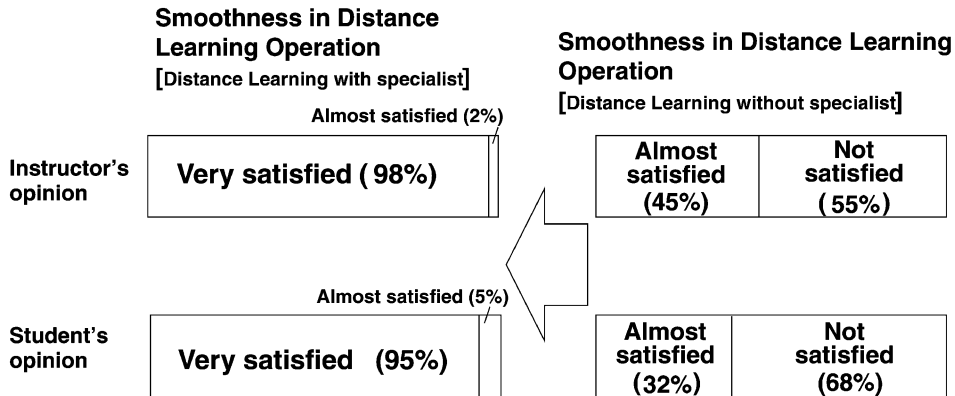 Smoothness in Distance
Learning Operation
[Distance Learning with specialist]
Smoothness in Distance Learning
Operation
[Distance Learning without specialist]
Almost satisfied (2%)
Instructor's
opinion
Very satisfied ( 98%)
Almost
satisfied
(45%)
Not
satisfied
( 55%)
Almost satisfied (5%)
Student's
opinion
Very satisfied (95%)
Almost
satisfied
(32%)
Not
satisfied
(68%)